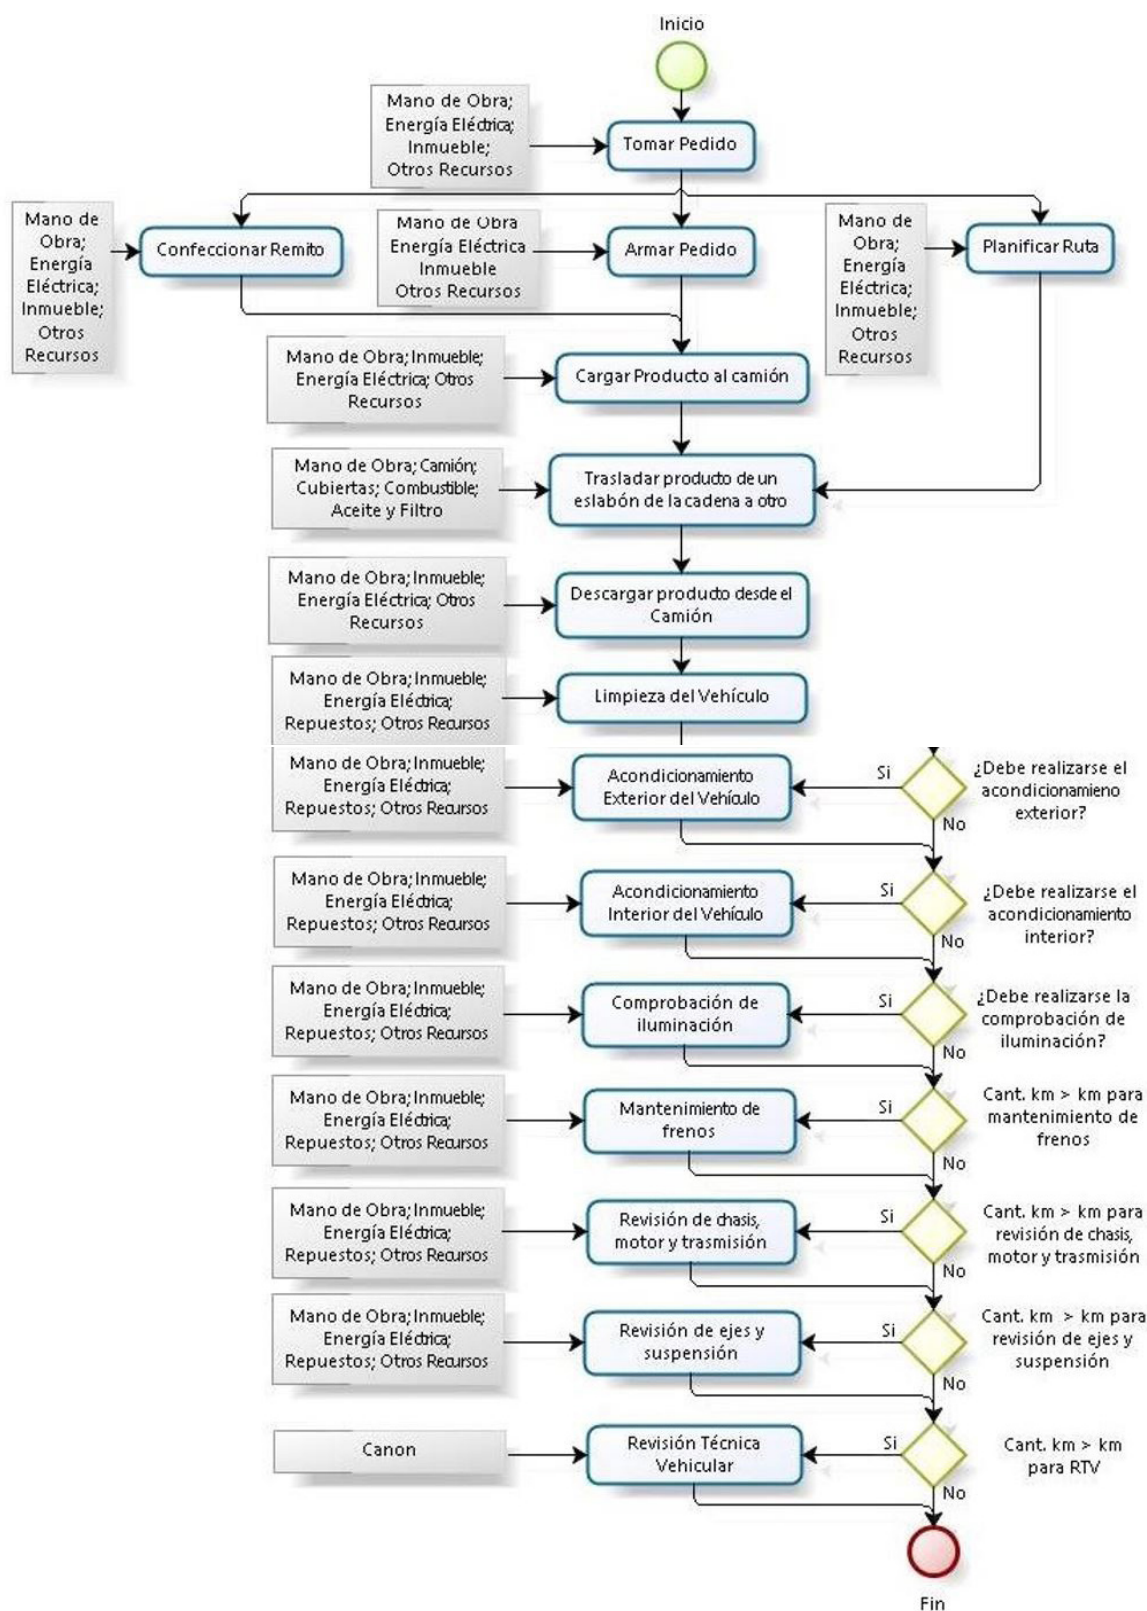 Inicio
Mano de Obra;
Energía Eléctrica;
Inmueble;
Otros Recursos
Tomar Pedido
Mano de
Obra;
Energía
Eléctrica;
Inmueble;
Otros
Recursos
Confeccionar Remito
Mano de Obra
Energía Eléctrica
Inmueble
Otros Recursos
Armar Pedido
Mano de
Obra;
Energía
Eléctrica;
Inmueble;
Otros
Recursos
Planificar Ruta
Mano de Obra; Inmueble;
Energía Eléctrica; Otros
Recursos
Cargar Producto al camión
Mano de Obra; Camión;
Cubiertas; Combustible;
Aceite y Filtro
Trasladar producto de un
eslabón de la cadena a otro
Mano de Obra; Inmueble;
Energía Eléctrica; Otros
Recursos
Descargar producto desde el
Camión
Mano de Obra; Inmueble;
Energía Eléctrica;
Repuestos; Otros Recursos
Limpieza del Vehículo
Mano de Obra; Inmueble;
Energía Eléctrica;
Repuestos; Otros Recursos
Acondicionamiento
Exterior del Vehículo
Si
¿Debe realizarse el
acondicionamieno
exterior?
No
Mano de Obra; Inmueble;
Energía Eléctrica;
Repuestos; Otros Recursos
Acondicionamiento
Interior del Vehículo
Si
¿Debe realizarse el
acondicionamiento
interior?
No
Mano de Obra; Inmueble;
Energía Eléctrica;
Repuestos; Otros Recursos
Comprobación de
iluminación
Si
¿Debe realizarse la
comprobación de
iluminación?
No
Mano de Obra; Inmueble;
Energía Eléctrica;
Repuestos; Otros Recursos
Mantenimiento de
frenos
Si
Cant. km > km para
mantenimiento de
frenos
No
Mano de Obra; Inmueble;
Energía Eléctrica;
Repuestos; Otros Recursos
Revisión de chasis,
motor y trasmisión
Si
Cant. km > km para
revisión de chasis,
motor y trasmisión
No
Mano de Obra; Inmueble;
Energía Eléctrica;
Repuestos; Otros Recursos
Revisión de ejes y
suspensión
Si
Cant. km > km para
revisión de ejes y
suspensión
No
Canon
Revisión Técnica
Vehicular
Si
Cant. km > km
para RTV
No
Fin